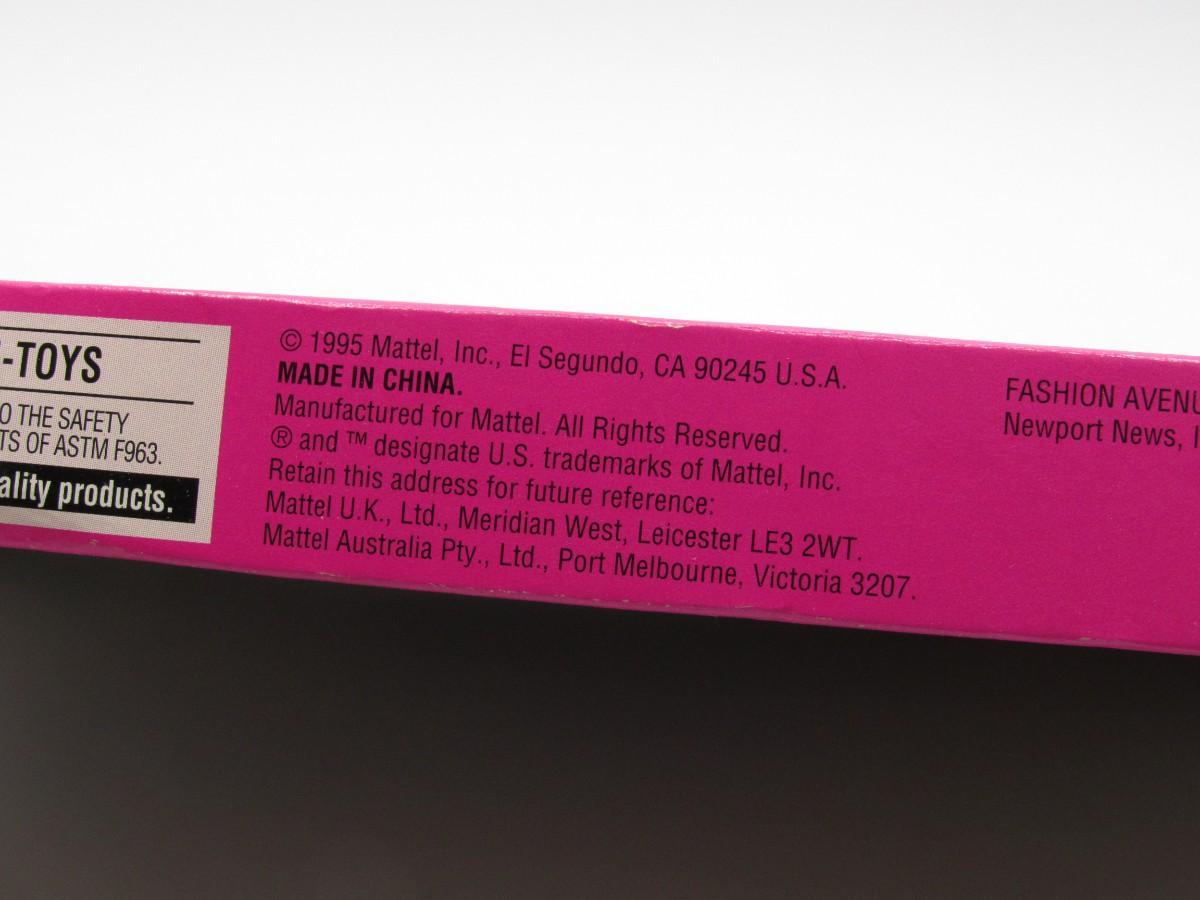 -TOYS
O THE SAFETY
TS OF ASTM F963.
ality products.
© 1995 Mattel, Inc., El Segundo, CA 90245 U.S.A.
MADE IN CHINA.
Manufactured for Mattel. All Rights Reserved.
® and ™ designate U.S. trademarks of Mattel, Inc.
Retain this address for future reference:
Mattel U.K., Ltd., Meridian West, Leicester LE3 2WT.
Mattel Australia Pty., Ltd., Port Melbourne, Victoria 3207.
FASHION AVENU
Newport News,